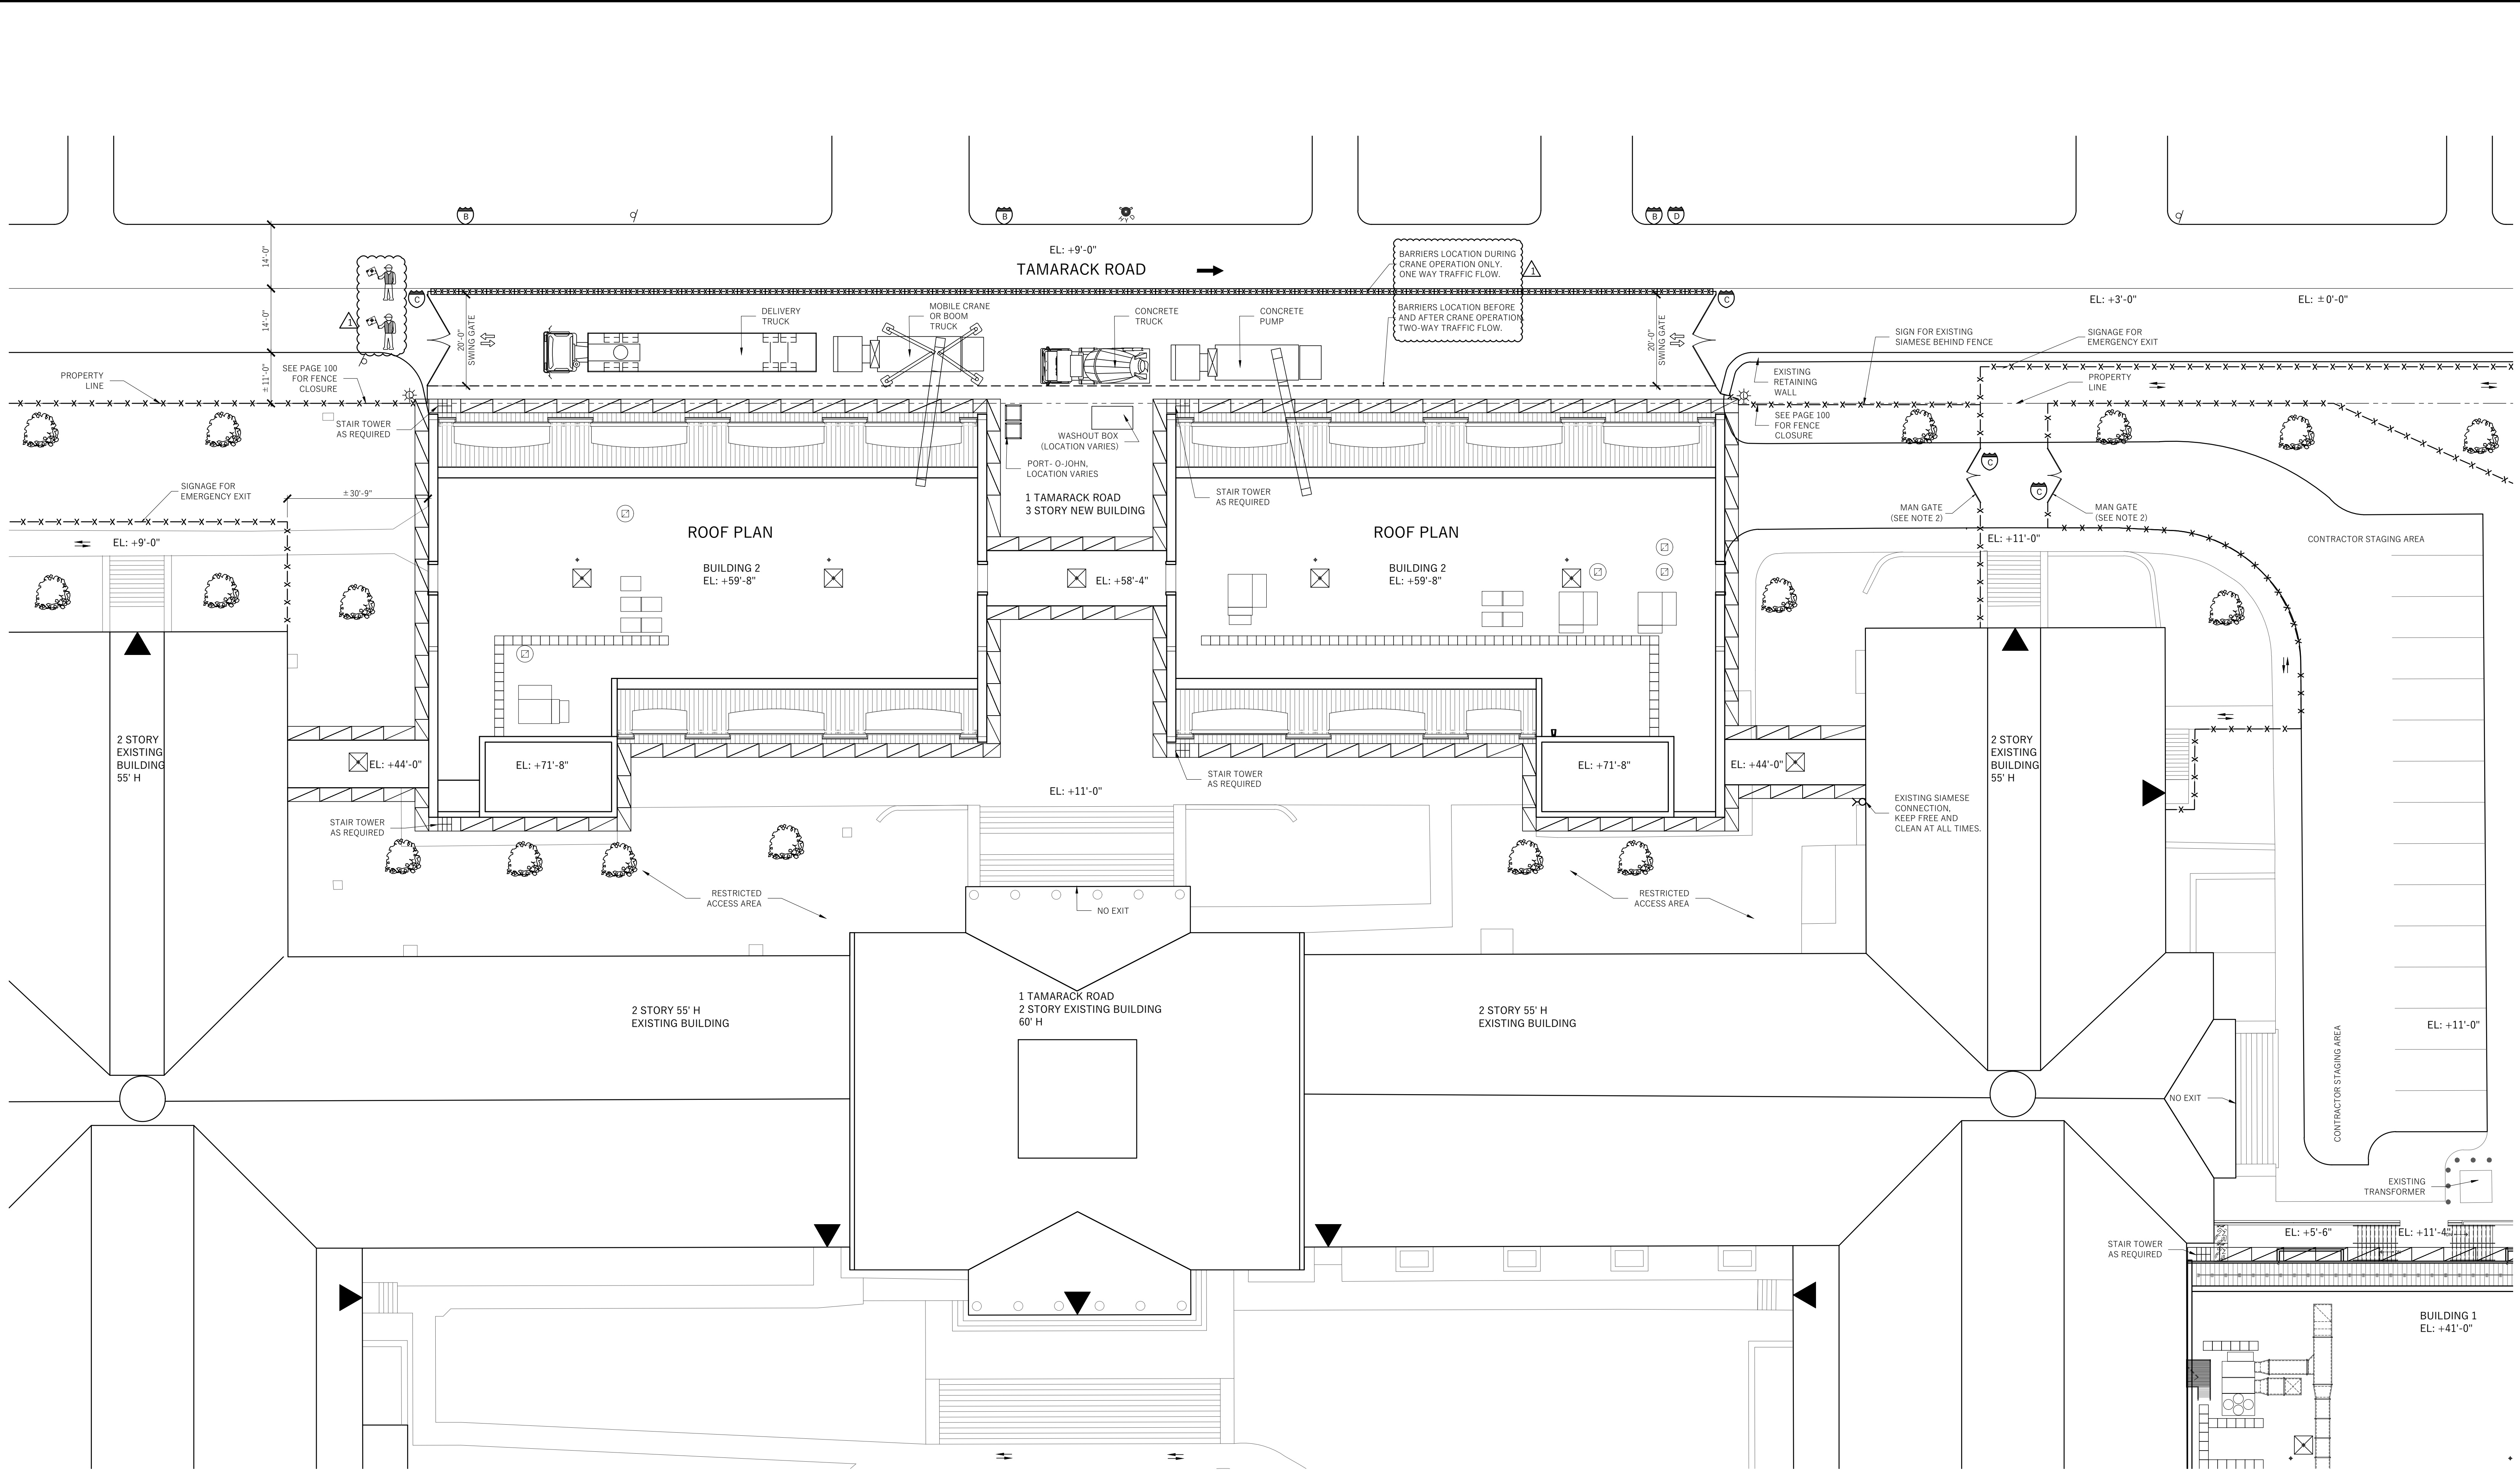 B
B
B
D
14'-0"
EL: +9'-0"
TAMARACK ROAD
BARRIERS LOCATION DURING
CRANE OPERATION ONLY.
ONE WAY TRAFFIC FLOW.
1
BARRIERS LOCATION BEFORE
AND AFTER CRANE OPERATION
TWO-WAY TRAFFIC FLOW.
C
1
14'-0"
C
EL: +3'-0"
EL: ±0'-0"
20'-0"
SWING GATE
DELIVERY
TRUCK
MOBILE CRANE
OR BOOM
TRUCK
CONCRETE
TRUCK
CONCRETE
PUMP
20'-0"
SWING GATE
SIGN FOR EXISTING
SIAMESE BEHIND FENCE
SIGNAGE FOR
EMERGENCY EXIT
PROPERTY
LINE
SEE PAGE 100
FOR FENCE
CLOSURE
±11'-0"
EXISTING
RETAINING
WALL
PROPERTY
LINE
SEE PAGE 100
FOR FENCE
CLOSURE
STAIR TOWER
AS REQUIRED
WASHOUT BOX
(LOCATION VARIES)
PORT- O-JOHN,
LOCATION VARIES
SIGNAGE FOR
EMERGENCY EXIT
±30'-9"
1 TAMARACK ROAD
3 STORY NEW BUILDING
STAIR TOWER
AS REQUIRED
C
C
MAN GATE
(SEE NOTE 2)
MAN GATE
(SEE NOTE 2)
EL: +9'-0"
ROOF PLAN
ROOF PLAN
EL: +11'-0"
CONTRACTOR STAGING AREA
BUILDING 2
EL: +59'-8"
EL: +58'-4"
BUILDING 2
EL: +59'-8"
2 STORY
EXISTING
BUILDING
55' H
EL: +44'-0"
EL: +71'-8"
STAIR TOWER
AS REQUIRED
EL: +11'-0"
EL: +71'-8"
EL: +44'-0"
2 STORY
EXISTING
BUILDING
55' H
EXISTING SIAMESE
CONNECTION,
KEEP FREE AND
CLEAN AT ALL TIMES.
STAIR TOWER
AS REQUIRED
RESTRICTED
ACCESS AREA
NO EXIT
RESTRICTED
ACCESS AREA
2 STORY 55' H
EXISTING BUILDING
1 TAMARACK ROAD
2 STORY EXISTING BUILDING
60' H
2 STORY 55' H
EXISTING BUILDING
EL: +11'-0"
CONTRACTOR STAGING AREA
NO EXIT
EXISTING
TRANSFORMER
STAIR TOWER
AS REQUIRED
EL: +5'-6"
EL: +11'-4"
BUILDING 1
EL: +41'-0"